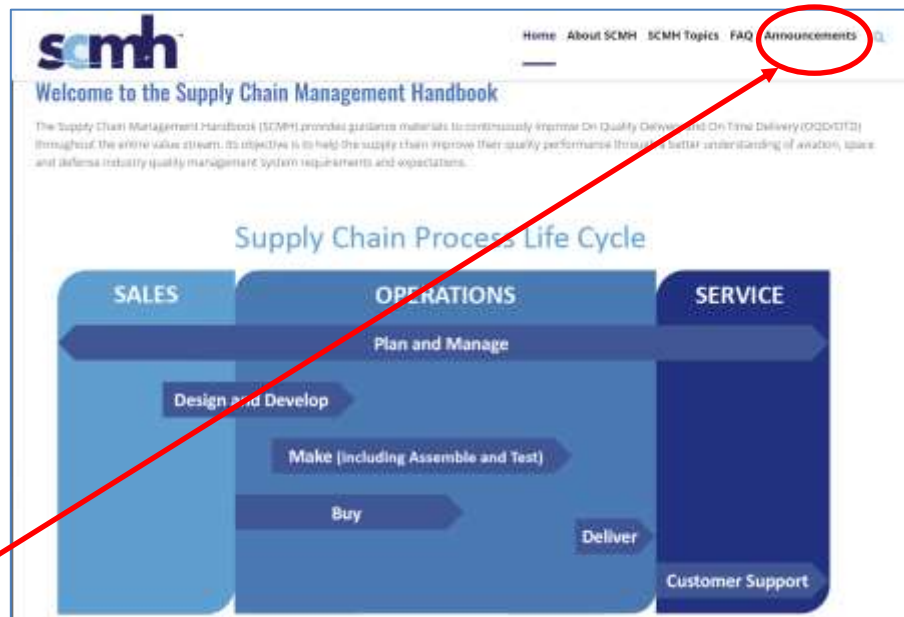 scmh
Home About SCMH SCMH Topics FAQ Announcements
Welcome to the Supply Chain Management Handbook
The Supply Chain Management Handbook (SCMH) provides guidance materials to continuously improve On Quality Delivery and On Time Delivery (OQD/OTD)
throughout the entire value stream. Its objective is to help the supply chain improve their quality performance through a better understanding of aviation, space
and defense industry quality management system requirements and expectations.
Supply Chain Process Life Cycle
SALES OPERATIONS SERVICE
Plan and Manage
Design and Develop
Make (Including Assemble and Test)
Buy
Deliver
Customer Support